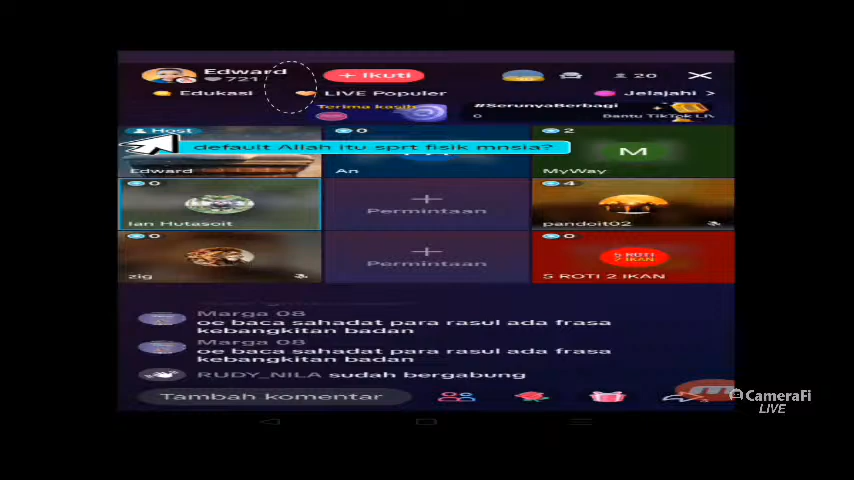 Edward
721
+ Ikuti
20
Edukasi
LIVE Populer
Jelajahi >
Terima kasih
#SerunyaBerbagi
0
Bantu TikTok LIV
Host
0
2
default Allah itu sprt fisik mnsia?
M
Edward
An
MyWay
0
4
Permintaan
Ian Hutasoit
pandoit02
0
0
5 ROTI
2 IKAN
Permintaan
zig
5 ROTI 2 IKAN
Marga 08
oe baca sahadat para rasul ada frasa
kebangkitan badan
Marga 08
oe baca sahadat para rasul ada frasa
kebangkitan badan
RUDY_NILA sudah bergabung
Tambah komentar
CameraFi
LIVE